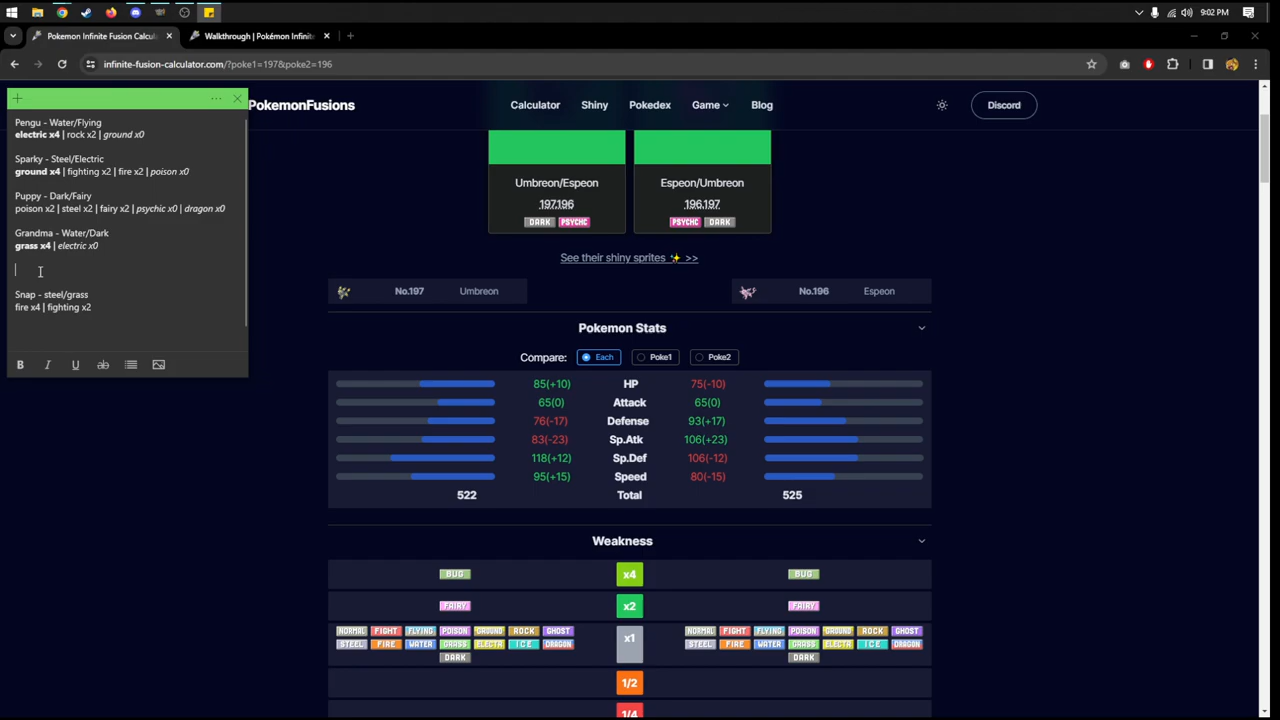 9:02 PM
Pokemon Infinite Fusion Calcula
Walkthrough | Pokémon Infinite
infinite-fusion-calculator.com/?poke1=197&poke2=196
PokemonFusions
Calculator
Shiny
Pokedex
Game
Blog
Discord
Pengu - Water/Flying
electric x4 | rock x2 | ground x0
Sparky - Steel/Electric
ground x4 | fighting x2 | fire x2 | poison x0
Puppy - Dark/Fairy
poison x2 | steel x2 | fairy x2 | psychic x0 | dragon x0
Grandma - Water/Dark
grass x4 | electric x0
Snap - steel/grass
fire x4 | fighting x2
B I U ab
Umbreon/Espeon
197.196
DARK PSYCHC
Espeon/Umbreon
196.197
PSYCHC DARK
See their shiny sprites ✨ >>
No.197 Umbreon
No.196 Espeon
Pokemon Stats
Compare: Each Poke1 Poke2
85(+10) HP 75(-10)
65(0) Attack 65(0)
76(-17) Defense 93(+17)
83(-23) Sp.Atk 106(+23)
118(+12) Sp.Def 106(-12)
95(+15) Speed 80(-15)
522 Total 525
Weakness
BUG x4 BUG
FAIRY x2 FAIRY
NORMAL FIGHT FLYING POISON GROUND ROCK GHOST
STEEL FIRE WATER GRASS ELECTR ICE DRAGON
DARK
x1
NORMAL FIGHT FLYING POISON GROUND ROCK GHOST
STEEL FIRE WATER GRASS ELECTR ICE DRAGON
DARK
1/2
1/4